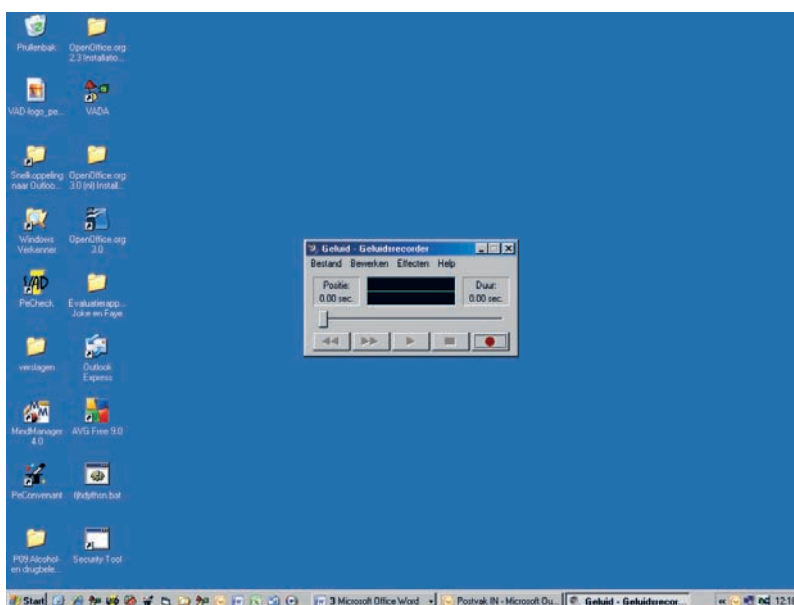 Prullenbak
OpenOffice.org
2.3 Installatio...
VAD-logo_pe...
VADA
Snelkoppeling
naar Outloo...
OpenOffice.org
3.0 (nl) Install...
Windows
Verkenner
OpenOffice.org
3.0
PeCheck
Evaluatierapp...
Joke en Faye
verslagen
Outlook
Express
MindManager
4.0
AVG Free 9.0
PeConvenant
Security Tool
P09 Alcohol-
en drugbele...
Geluid - Geluidsrecorder
Bestand Bewerken Effecten Help
Positie:
0.00 sec.
Duur:
0.00 sec.
Start
3 Microsoft Office Word
Postvak IN - Microsoft Ou...
Geluid - Geluidsrecor...